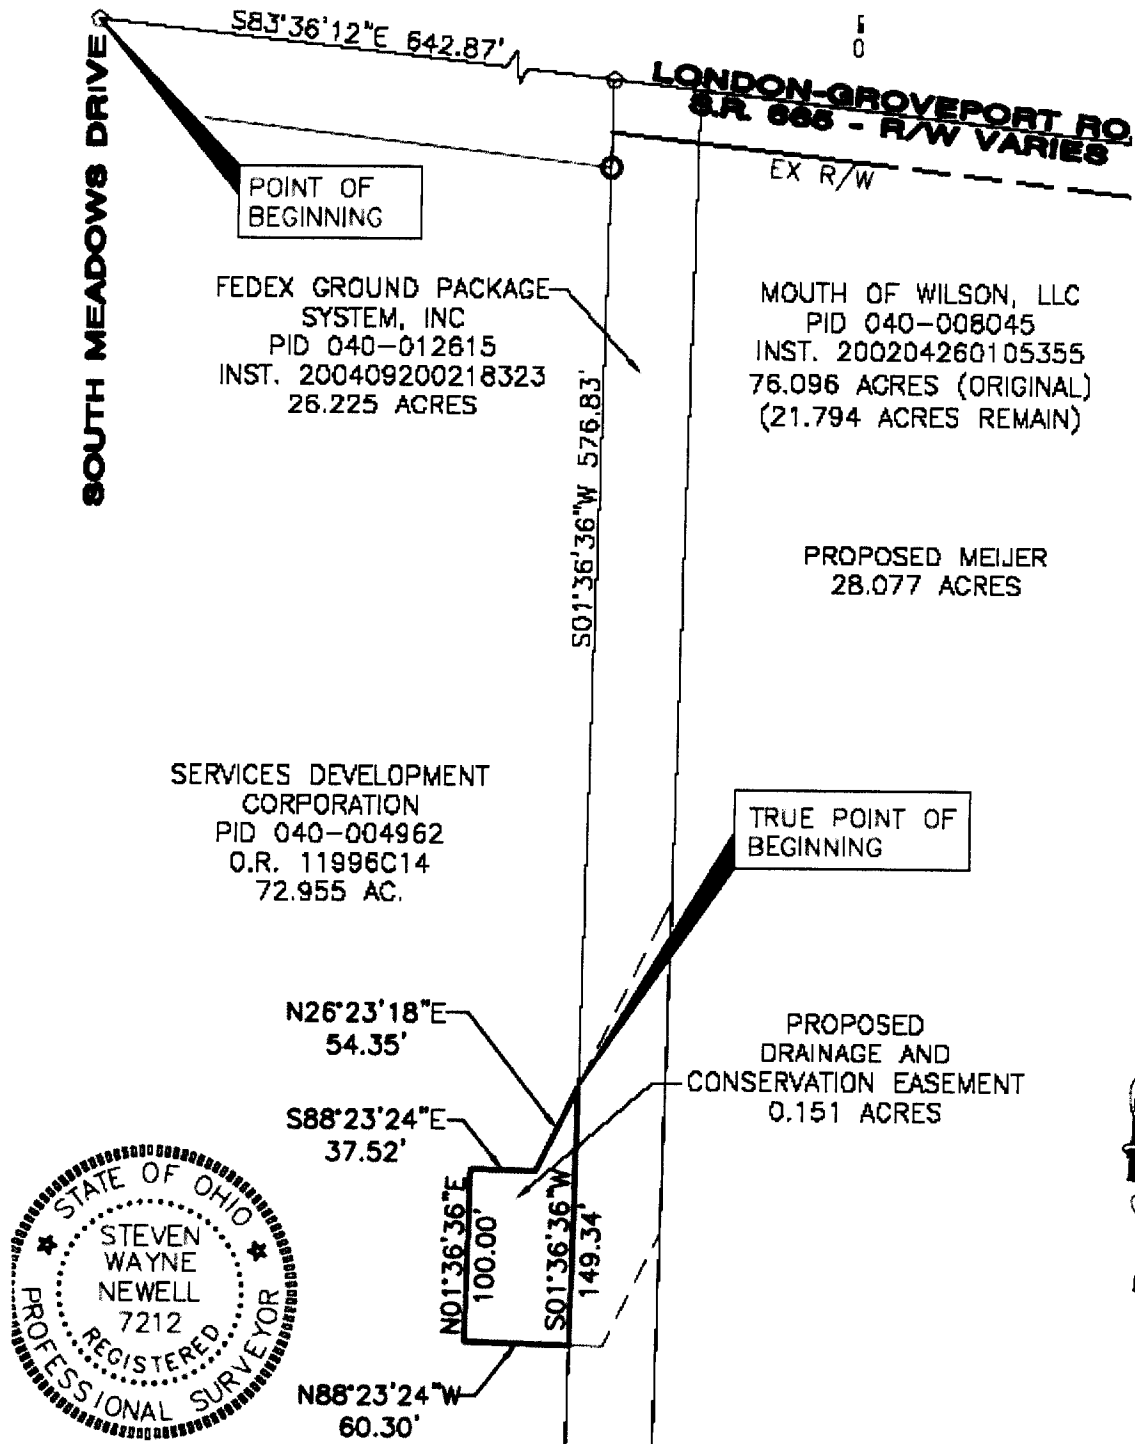 S83°36'12"E 642.87'
LONDON-GROVEPORT RO
S.R. 665 - R/W VARIES
EX R/W
SOUTH MEADOWS DRIVE
POINT OF
BEGINNING
FEDEX GROUND PACKAGE
SYSTEM, INC
PID 040-012615
INST. 200409200218323
26.225 ACRES
MOUTH OF WILSON, LLC
PID 040-008045
INST. 200204260105355
76.096 ACRES (ORIGINAL)
(21.794 ACRES REMAIN)
S01°36'36"W 576.83'
PROPOSED MEIJER
28.077 ACRES
SERVICES DEVELOPMENT
CORPORATION
PID 040-004962
O.R. 11996C14
72.955 AC.
TRUE POINT OF
BEGINNING
N26°23'18"E
54.35'
PROPOSED
DRAINAGE AND
CONSERVATION EASEMENT
0.151 ACRES
S88°23'24"E
37.52'
N01°36'36"E
100.00'
S01°36'36"W
149.34'
N88°23'24"W
60.30'
STATE OF OHIO
STEVEN
WAYNE
NEWELL
7212
REGISTERED
PROFESSIONAL SURVEYOR